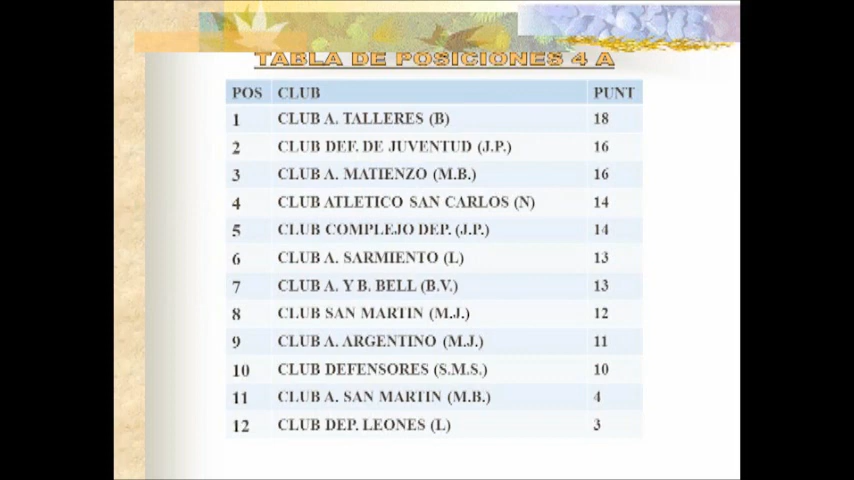 TABLA DE POSICIONES 4 A
POS CLUB PUNT
1 CLUB A. TALLERES (B) 18
2 CLUB DEF. DE JUVENTUD (J.P.) 16
3 CLUB A. MATIENZO (M.B.) 16
4 CLUB ATLETICO SAN CARLOS (N) 14
5 CLUB COMPLEJO DEP. (J.P.) 14
6 CLUB A. SARMIENTO (L) 13
7 CLUB A. Y B. BELL (B.V.) 13
8 CLUB SAN MARTIN (M.J.) 12
9 CLUB A. ARGENTINO (M.J.) 11
10 CLUB DEFENSORES (S.M.S.) 10
11 CLUB A. SAN MARTIN (M.B.) 4
12 CLUB DEP. LEONES (L) 3